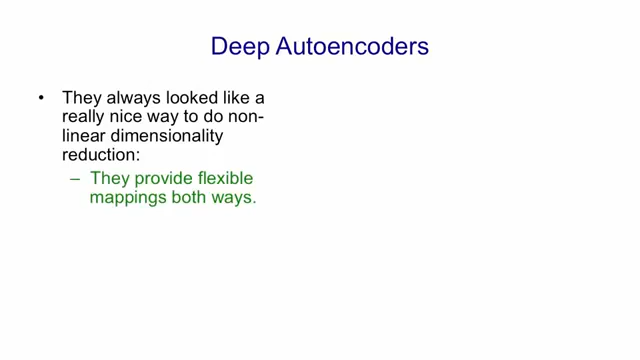 Deep Autoencoders
• They always looked like a
really nice way to do non-
linear dimensionality
reduction:
– They provide flexible
mappings both ways.